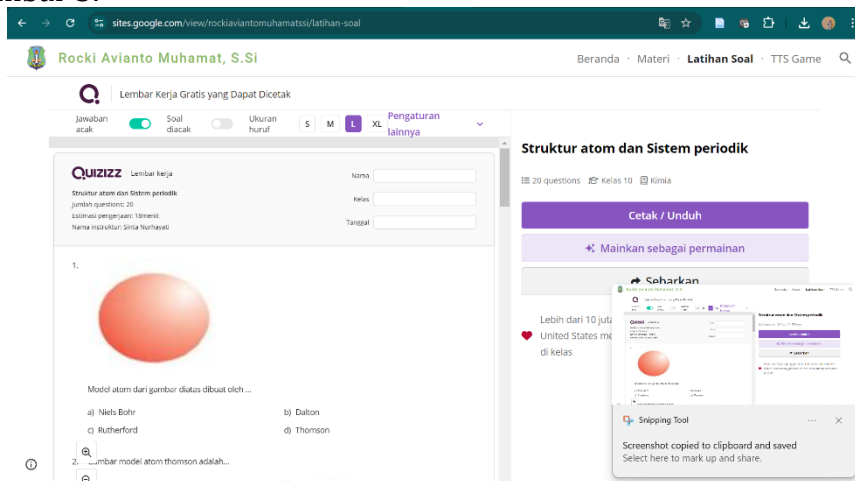 sites.google.com/view/rockiaviantomuhamatssi/latihan-soal
Rocki Avianto Muhamat, S.Si
Beranda · Materi · Latihan Soal · TTS Game
Lembar Kerja Gratis yang Dapat Dicetak
Jawaban acak
Soal diacak
Ukuran huruf
S M L XL
Pengaturan lainnya
QUIZIZZ Lembar kerja
Struktur atom dan Sistem periodik
Jumlah questions: 20
Estimasi pengerjaan: 18menit
Nama instruktur: Sinta Nurhayati
Nama
Kelas
Tanggal
1.
Model atom dari gambar diatas dibuat oleh ...
a) Niels Bohr
b) Dalton
c) Rutherford
d) Thomson
2. mbar model atom thomson adalah...
Struktur atom dan Sistem periodik
20 questions Kelas 10 Kimia
Cetak / Unduh
Mainkan sebagai permainan
Sebarkan
Lebih dari 10 juta
United States me
di kelas
Snipping Tool
Screenshot copied to clipboard and saved
Select here to mark up and share.